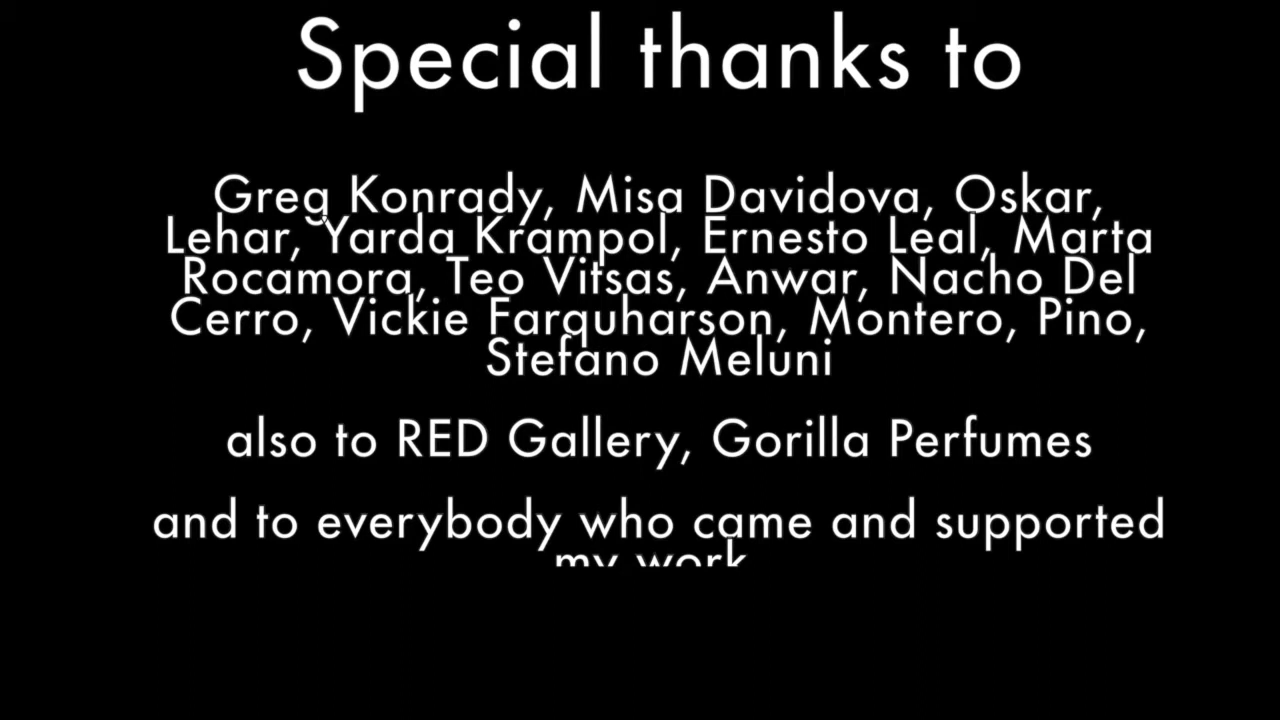 Special thanks to
Greg Konrady, Misa Davidova, Oskar,
Lehar, Yarda Krampol, Ernesto Leal, Marta
Rocamora, Teo Vitsas, Anwar, Nacho Del
Cerro, Vickie Farquharson, Montero, Pino,
Stefano Meluni
also to RED Gallery, Gorilla Perfumes
and to everybody who came and supported
my work